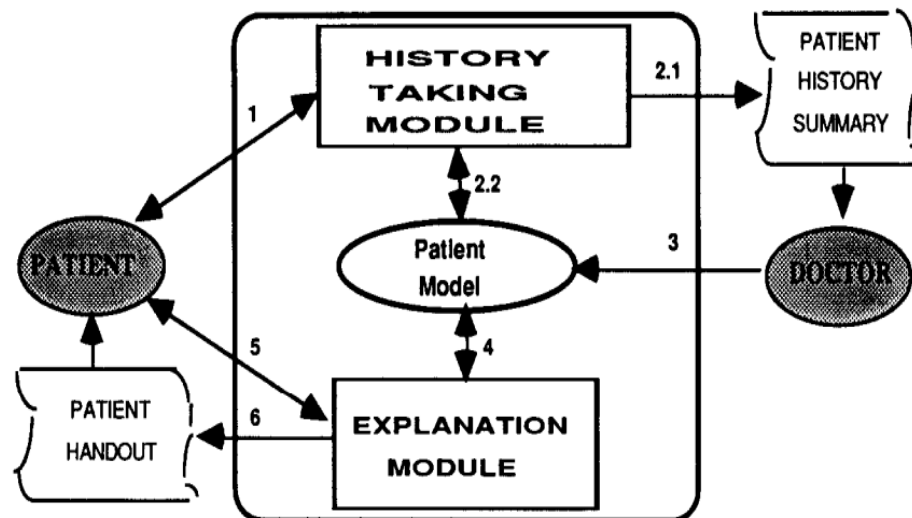 HISTORY
TAKING
MODULE
2.1
PATIENT
HISTORY
SUMMARY
1
2.2
PATIENT
Patient
Model
3
DOCTOR
5
4
PATIENT
HANDOUT
6
EXPLANATION
MODULE